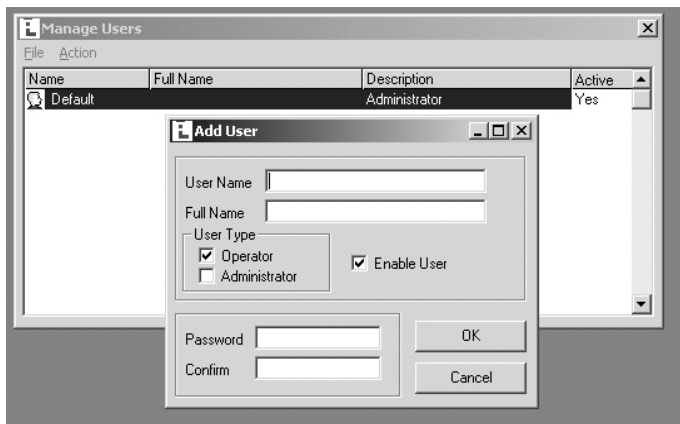 Manage Users
File Action
Name Full Name Description Active
Default Administrator Yes
Add User
User Name
Full Name
User Type
Operator
Administrator
Enable User
Password
OK
Confirm
Cancel